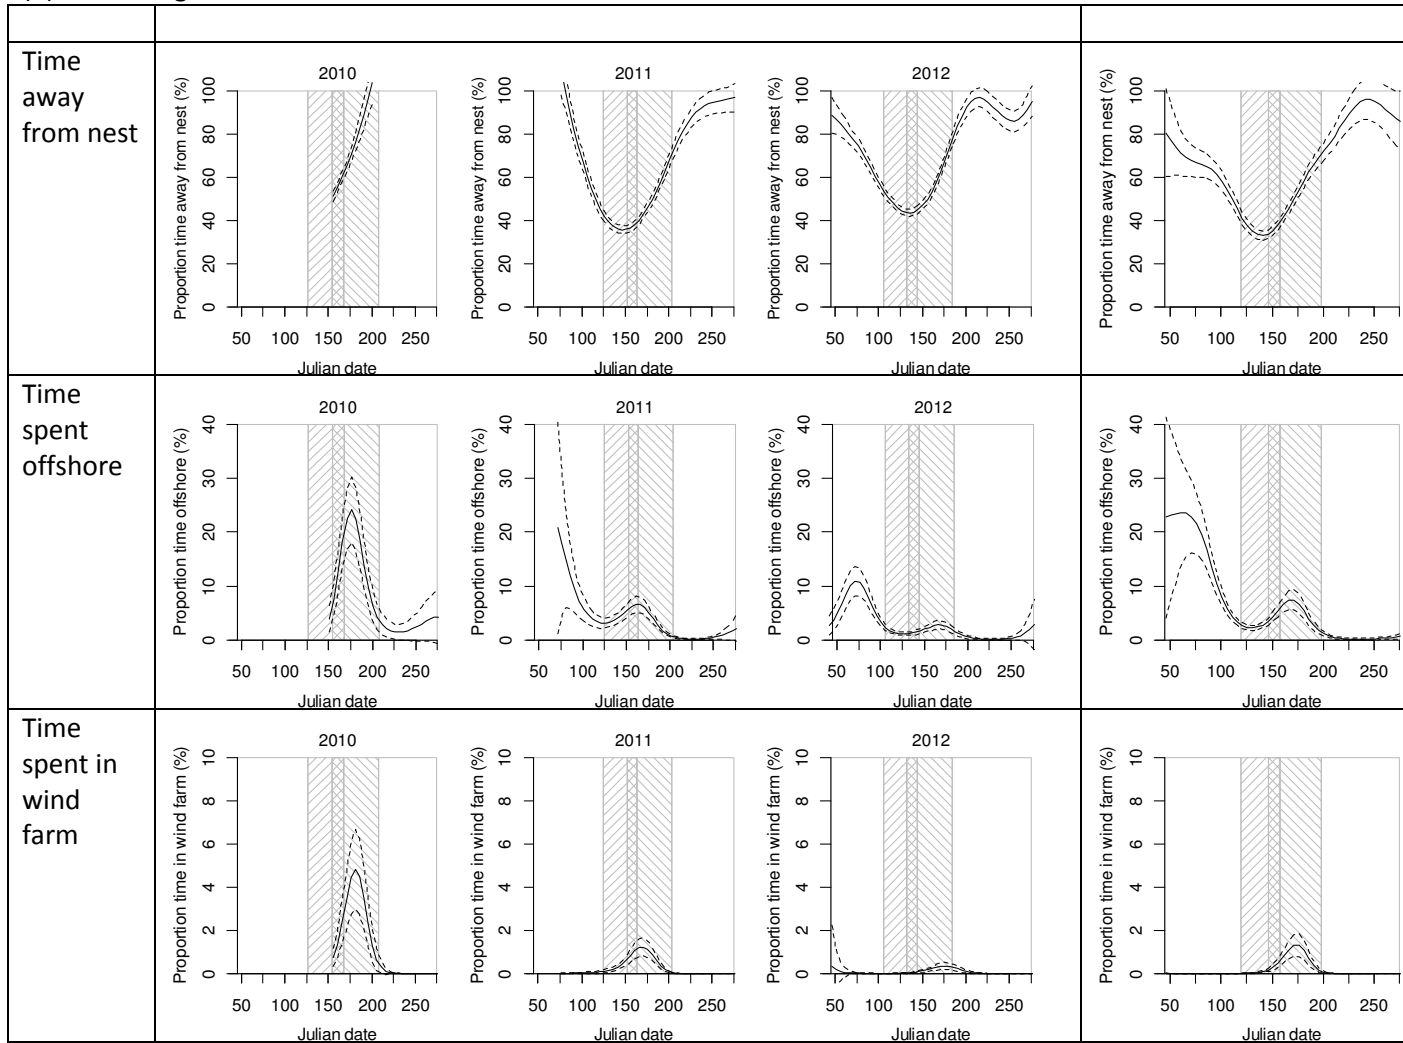 Time
away
from nest
2010
Proportion time away from nest (%)
0 20 40 60 80 100
50 100 150 200 250
Julian date
2011
Proportion time away from nest (%)
0 20 40 60 80 100
50 100 150 200 250
Julian date
2012
Proportion time away from nest (%)
0 20 40 60 80 100
50 100 150 200 250
Julian date
Proportion time away from nest (%)
0 20 40 60 80 100
50 100 150 200 250
Julian date
Time
spent
offshore
2010
Proportion time offshore (%)
0 10 20 30 40
50 100 150 200 250
Julian date
2011
Proportion time offshore (%)
0 10 20 30 40
50 100 150 200 250
Julian date
2012
Proportion time offshore (%)
0 10 20 30 40
50 100 150 200 250
Julian date
Proportion time offshore (%)
0 10 20 30 40
50 100 150 200 250
Julian date
Time
spent in
wind
farm
2010
Proportion time in wind farm (%)
0 2 4 6 8 10
50 100 150 200 250
Julian date
2011
Proportion time in wind farm (%)
0 2 4 6 8 10
50 100 150 200 250
Julian date
2012
Proportion time in wind farm (%)
0 2 4 6 8 10
50 100 150 200 250
Julian date
Proportion time in wind farm (%)
0 2 4 6 8 10
50 100 150 200 250
Julian date